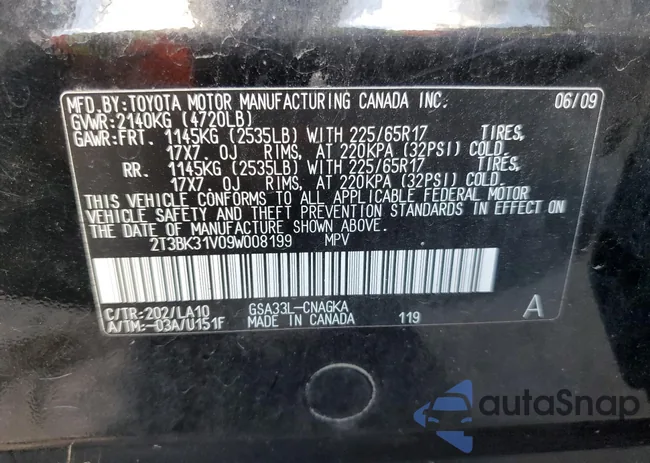 MFD.BY:TOYOTA MOTOR MANUFACTURING CANADA INC. 06/09
GVWR:2140KG (4720LB)
GAWR:FRT. 1145KG (2535LB) WITH 225/65R17 TIRES,
17X7 0J RIMS, AT 220KPA (32PSI) COLD
RR. 1145KG (2535LB) WITH 225/65R17 TIRES,
17X7 0J RIMS, AT 220KPA (32PSI) COLD
THIS VEHICLE CONFORMS TO ALL APPLICABLE FEDERAL MOTOR
VEHICLE SAFETY AND THEFT PREVENTION STANDARDS IN EFFECT ON
THE DATE OF MANUFACTURE SHOWN ABOVE.
2T3BK31V09W008199 MPV
C/TR:202/LA10 GSA33L-CNAGKA A
A/TM:-03A/U151F MADE IN CANADA 119
autoSnap